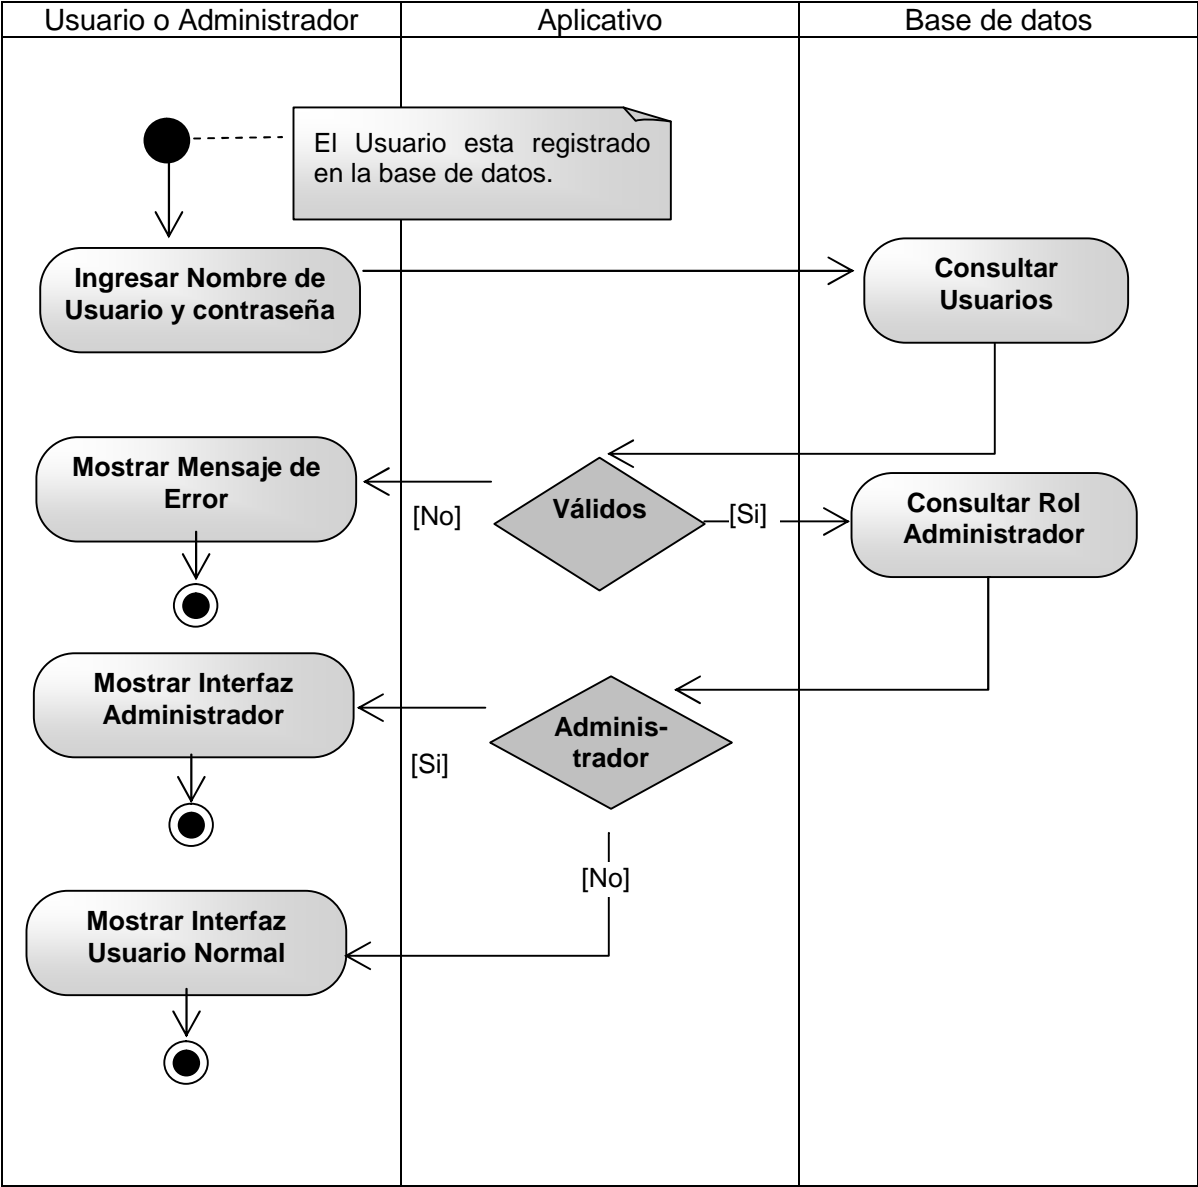 Usuario o Administrador
Aplicativo
Base de datos
El Usuario esta registrado
en la base de datos.
Ingresar Nombre de
Usuario y contraseña
Consultar
Usuarios
Mostrar Mensaje de
Error
[No]
Válidos
[Si]
Consultar Rol
Administrador
Mostrar Interfaz
Administrador
[Si]
Adminis-
trador
[No]
Mostrar Interfaz
Usuario Normal